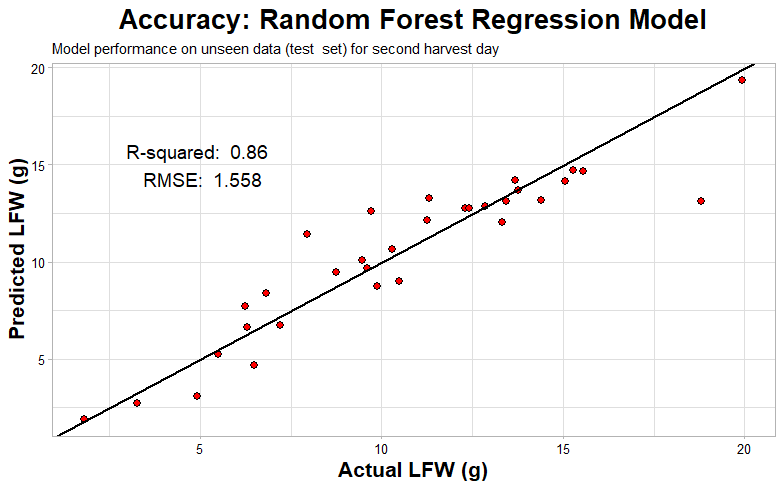 Accuracy: Random Forest Regression Model
Model performance on unseen data (test  set) for second harvest day
Predicted LFW (g)
20
15
10
5
R-squared:  0.86
RMSE:  1.558
5
10
15
20
Actual LFW (g)